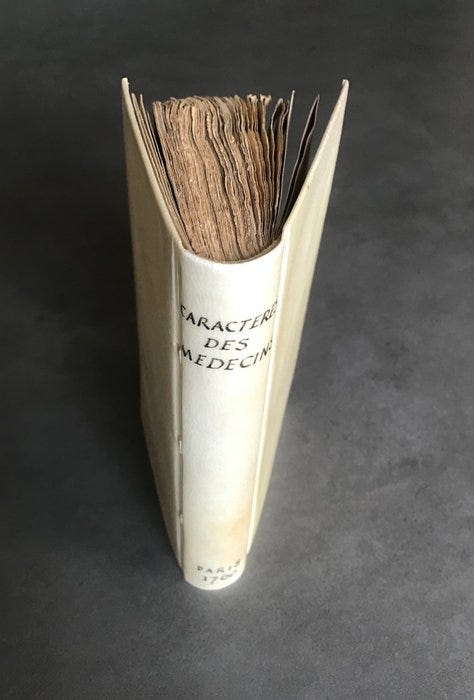 CARACTERES
DES
MEDECINS
PARIS
1760